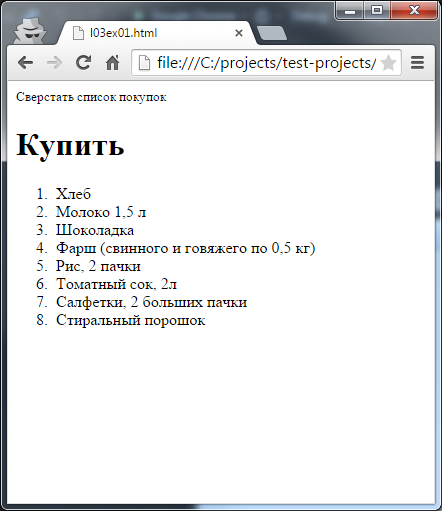 l03ex01.html
file:///C:/projects/test-projects/
Сверстать список покупок
Купить
1. Хлеб
2. Молоко 1,5 л
3. Шоколадка
4. Фарш (свинного и говяжего по 0,5 кг)
5. Рис, 2 пачки
6. Томатный сок, 2л
7. Салфетки, 2 больших пачки
8. Стиральный порошок